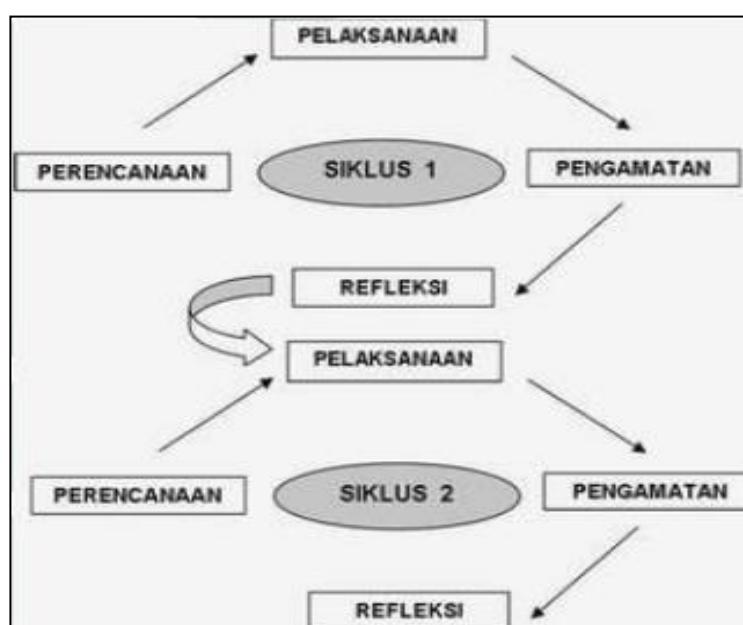 PELAKSANAAN
PERENCANAAN
SIKLUS 1
PENGAMATAN
REFLEKSI
PELAKSANAAN
PERENCANAAN
SIKLUS 2
PENGAMATAN
REFLEKSI